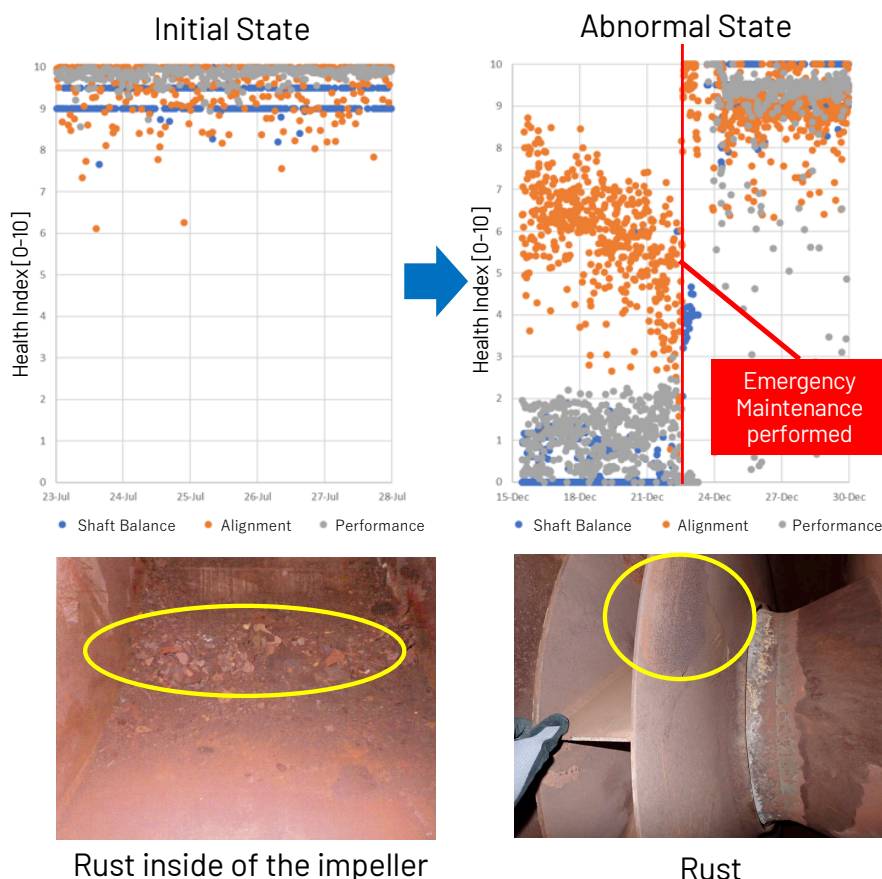 Initial State
Abnormal State
Health Index [0-10]
10
9
8
7
6
5
4
3
2
1
0
23-Jul
24-Jul
25-Jul
26-Jul
27-Jul
28-Jul
Shaft Balance
Alignment
Performance
Health Index [0-10]
10
9
8
7
6
5
4
3
2
1
0
15-Dec
18-Dec
21-Dec
24-Dec
27-Dec
30-Dec
Emergency
Maintenance
performed
Shaft Balance
Alignment
Performance
Rust inside of the impeller
Rust